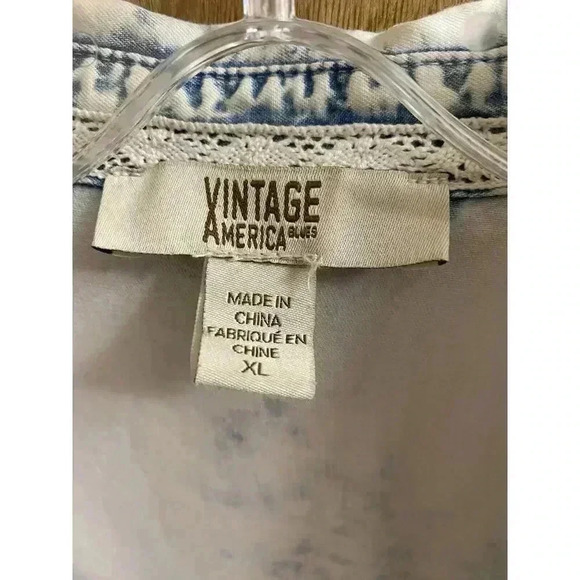 VINTAGE
AMERICA BLUES
MADE IN
CHINA
FABRIQUÉ EN
CHINE
XL